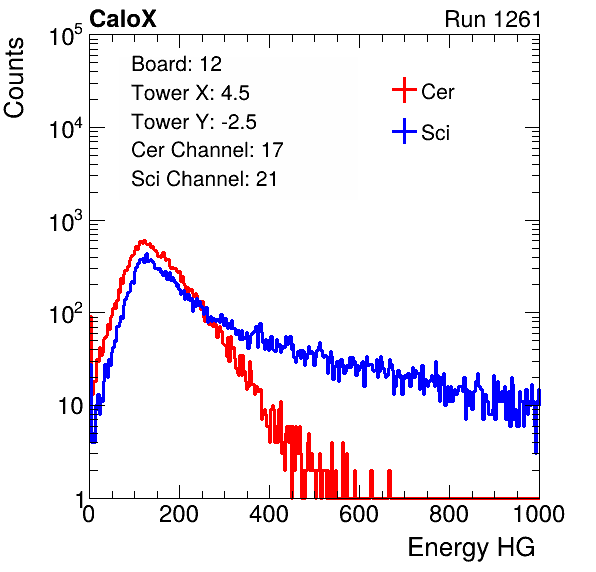 CaloX Run 1261
Counts
10^5
10^4
10^3
10^2
10
1
Board: 12
Tower X: 4.5
Tower Y: -2.5
Cer Channel: 17
Sci Channel: 21
Cer
Sci
0 200 400 600 800 1000
Energy HG